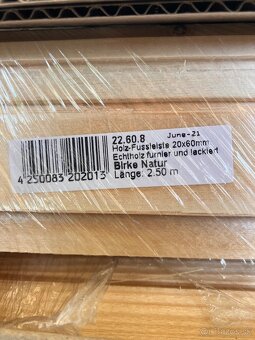 22.60.8 June-21
Holz-Fussleiste 20x60mm
Echtholz furnier und lackiert
Birke Natur
Länge: 2.50 m
4 250083 202013